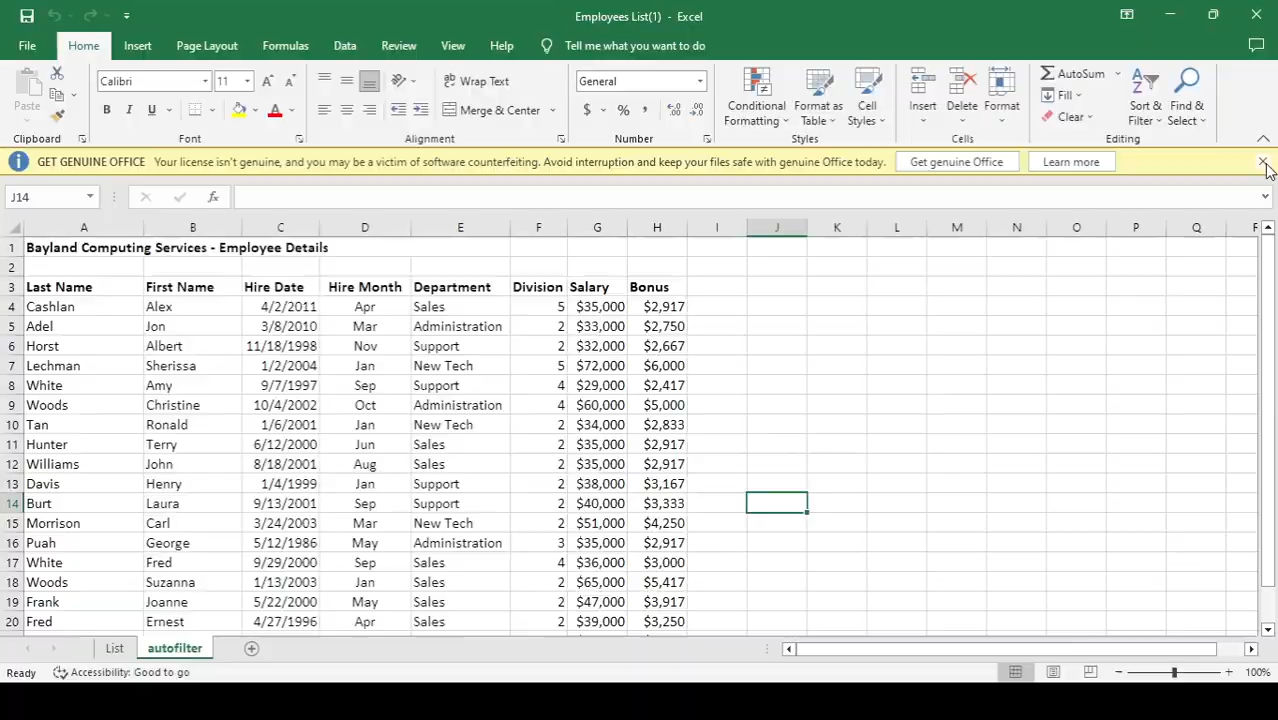 Employees List(1) - Excel
File Home Insert Page Layout Formulas Data Review View Help Tell me what you want to do
Paste
Clipboard
Calibri 11
B I U A
Font
Wrap Text
Merge & Center
Alignment
General
$ %
Number
Conditional Formatting
Format as Table
Cell Styles
Styles
Insert Delete Format
Cells
AutoSum
Fill
Clear
Sort & Filter
Find & Select
Editing
GET GENUINE OFFICE Your license isn't genuine, and you may be a victim of software counterfeiting. Avoid interruption and keep your files safe with genuine Office today. Get genuine Office Learn more
J14 fx
A B C D E F G H I J K L M N O P Q F
1 Bayland Computing Services - Employee Details
2
3 Last Name First Name Hire Date Hire Month Department Division Salary Bonus
4 Cashlan Alex 4/2/2011 Apr Sales 5 $35,000 $2,917
5 Adel Jon 3/8/2010 Mar Administration 2 $33,000 $2,750
6 Horst Albert 11/18/1998 Nov Support 2 $32,000 $2,667
7 Lechman Sherissa 1/2/2004 Jan New Tech 5 $72,000 $6,000
8 White Amy 9/7/1997 Sep Support 4 $29,000 $2,417
9 Woods Christine 10/4/2002 Oct Administration 4 $60,000 $5,000
10 Tan Ronald 1/6/2001 Jan New Tech 2 $34,000 $2,833
11 Hunter Terry 6/12/2000 Jun Sales 2 $35,000 $2,917
12 Williams John 8/18/2001 Aug Sales 2 $35,000 $2,917
13 Davis Henry 1/4/1999 Jan Support 2 $38,000 $3,167
14 Burt Laura 9/13/2001 Sep Support 2 $40,000 $3,333
15 Morrison Carl 3/24/2003 Mar New Tech 2 $51,000 $4,250
16 Puah George 5/12/1986 May Administration 3 $35,000 $2,917
17 White Fred 9/29/2000 Sep Sales 4 $36,000 $3,000
18 Woods Suzanna 1/13/2003 Jan Sales 2 $65,000 $5,417
19 Frank Joanne 5/22/2000 May Sales 2 $47,000 $3,917
20 Fred Ernest 4/27/1996 Apr Sales 2 $39,000 $3,250
List autofilter
Ready Accessibility: Good to go 100%